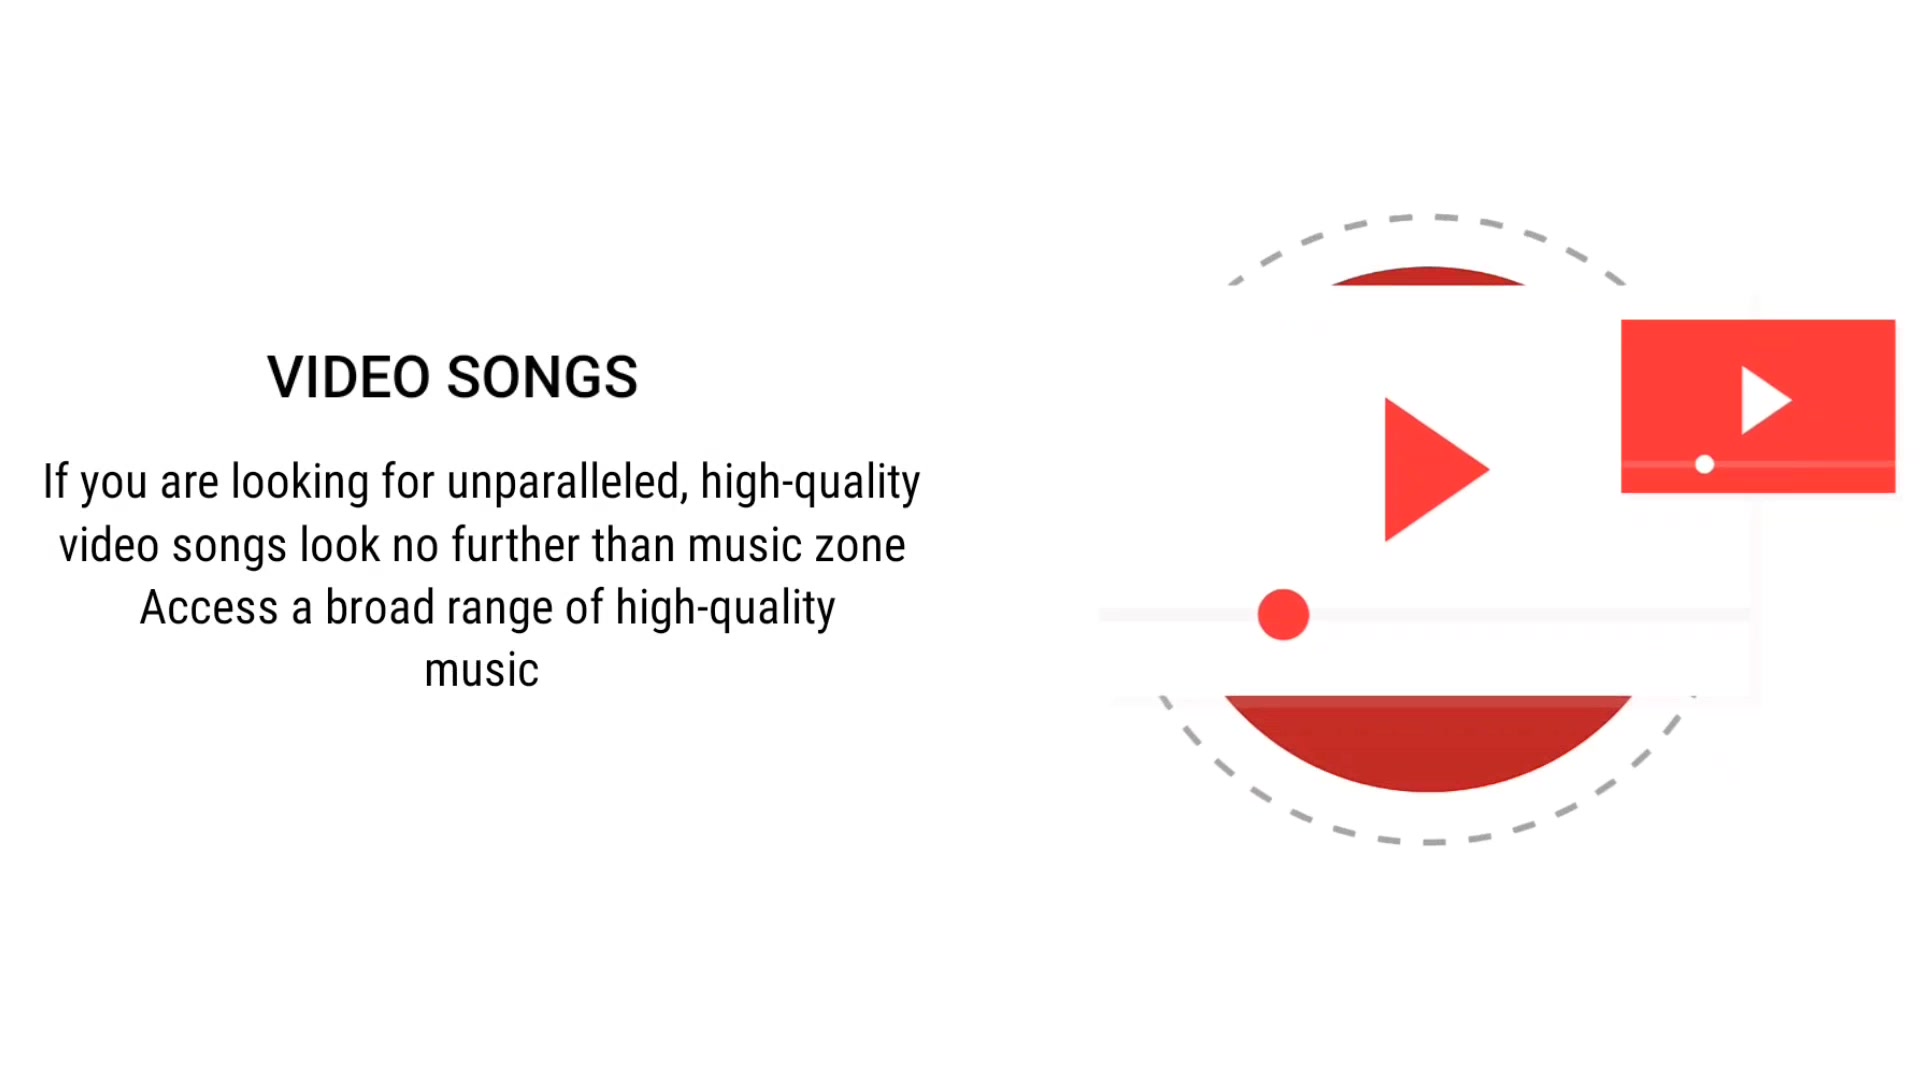 VIDEO SONGS
If you are looking for unparalleled, high-quality
video songs look no further than music zone
Access a broad range of high-quality
music